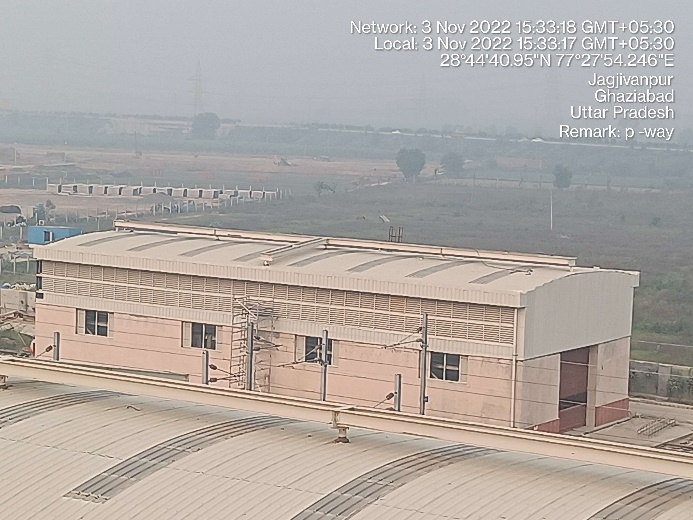 Network: 3 Nov 2022 15:33:18 GMT+05:30
Local: 3 Nov 2022 15:33:17 GMT+05:30
28°44'40.95"N 77°27'54.246"E
Jagjivanpur
Ghaziabad
Uttar Pradesh
Remark: p -way